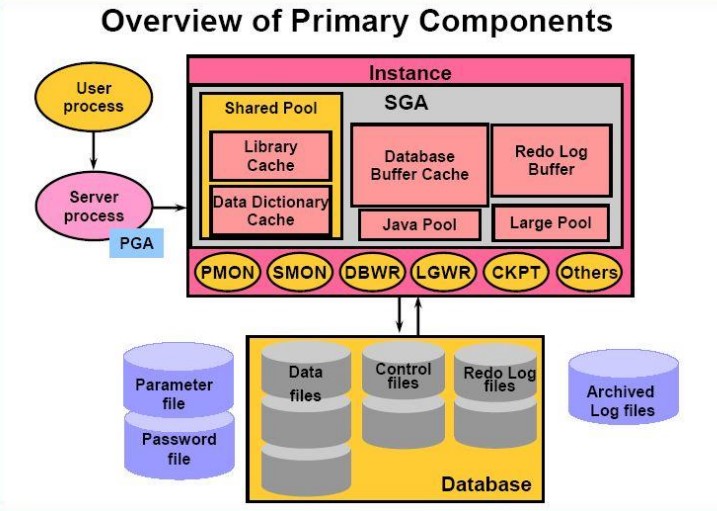 Overview of Primary Components
Instance
User
process
SGA
Shared Pool
Library
Cache
Database
Buffer Cache
Redo Log
Buffer
Server
process
PGA
Data Dictionary
Cache
Java Pool
Large Pool
PMON
SMON
DBWR
LGWR
CKPT
Others
Parameter
file
Password
file
Data
files
Control
files
Redo Log
files
Archived
Log files
Database